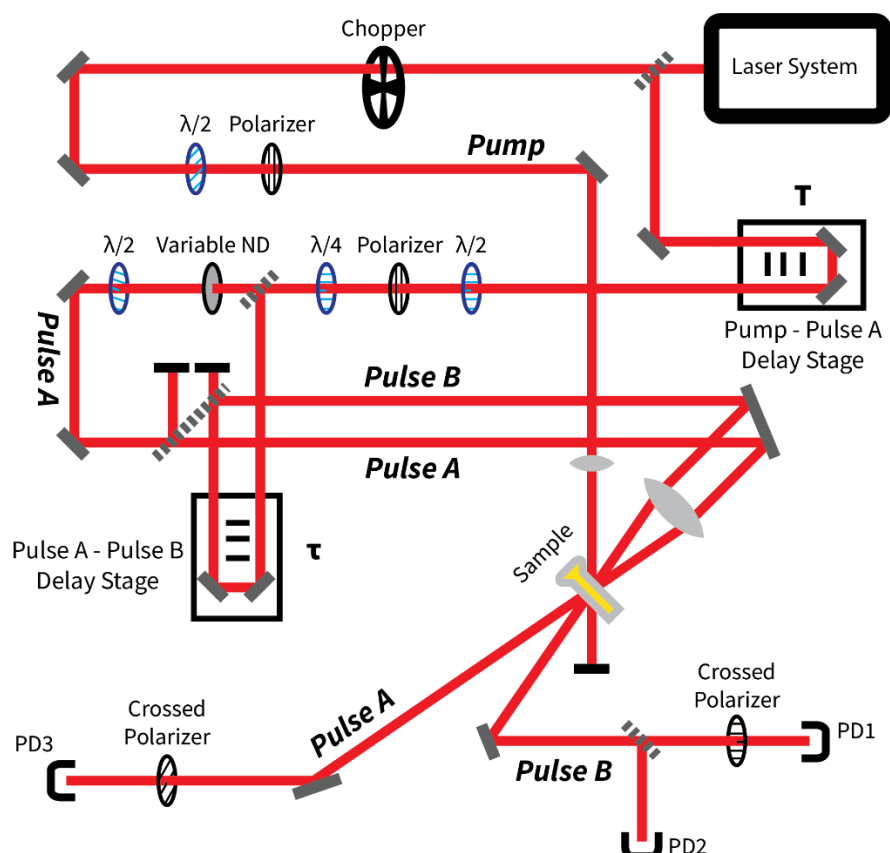 Chopper
Laser System
λ/2
Polarizer
Pump
T
λ/2
Variable ND
λ/4
Polarizer
λ/2
Pump - Pulse A
Delay Stage
Pulse A
Pulse B
Pulse A
Pulse A - Pulse B
Delay Stage
τ
Sample
Crossed
Polarizer
PD1
Pulse A
Crossed
Polarizer
PD3
Pulse B
PD2